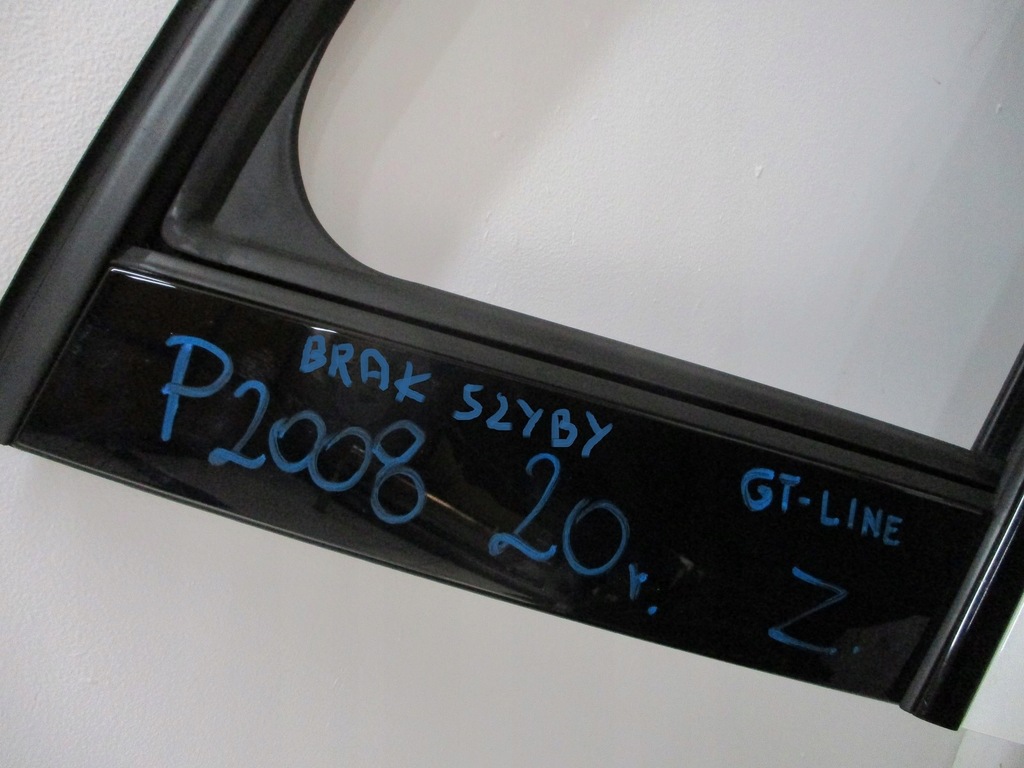 BRAK SZYBY
P2008 20r.
GT-LINE
Z.